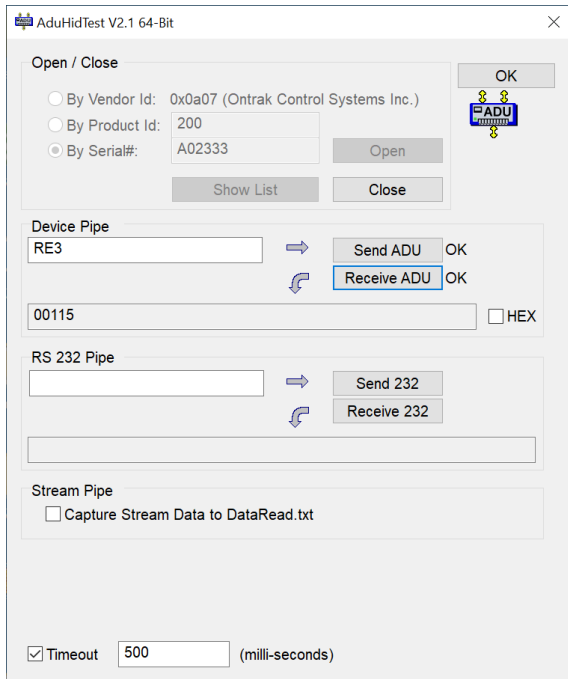 AduHidTest V2.1 64-Bit
Open / Close
OK
By Vendor Id: 0x0a07 (Ontrak Control Systems Inc.)
ADU
By Product Id: 200
By Serial#: A02333 Open
Show List Close
Device Pipe
RE3 Send ADU OK
Receive ADU OK
00115 HEX
RS 232 Pipe
Send 232
Receive 232
Stream Pipe
Capture Stream Data to DataRead.txt
Timeout 500 (milli-seconds)